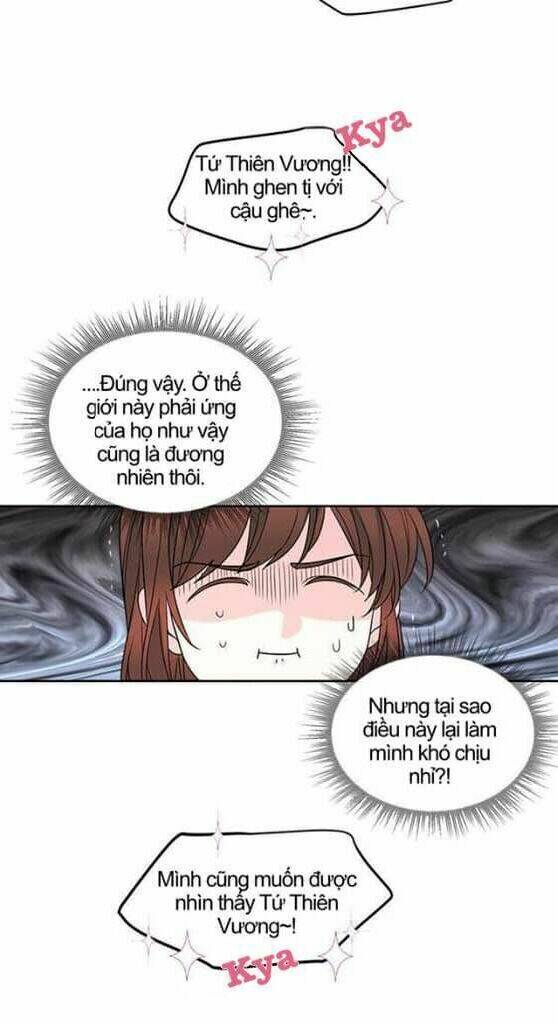 Kya
Tứ Thiên Vương!!
Mình ghen tị với
cậu ghê~.
....Đúng vậy. Ở thế
giới này phải ứng
của họ như vậy
cũng là đương
nhiên thôi.
Nhưng tại sao
điều này lại làm
mình khó chịu
nhỉ?!
Mình cũng muốn được
nhìn thấy Tứ Thiên
Vương~!
Kya